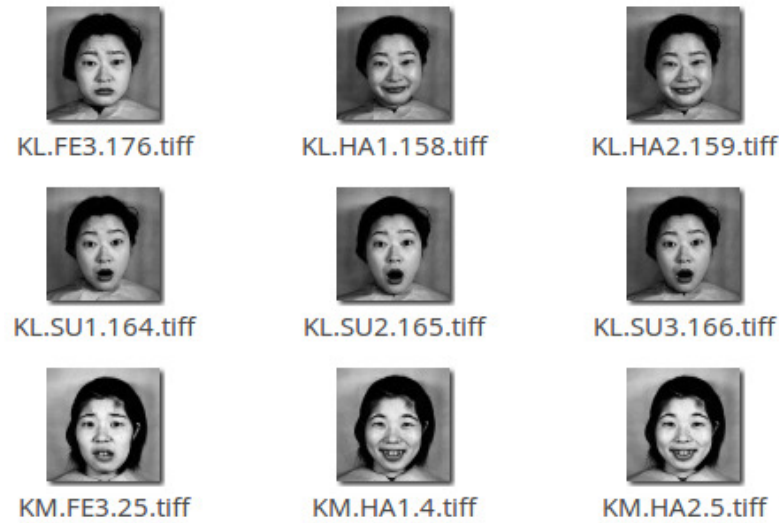 KL.FE3.176.tiff KL.HA1.158.tiff KL.HA2.159.tiff
KL.SU1.164.tiff KL.SU2.165.tiff KL.SU3.166.tiff
KM.FE3.25.tiff KM.HA1.4.tiff KM.HA2.5.tiff